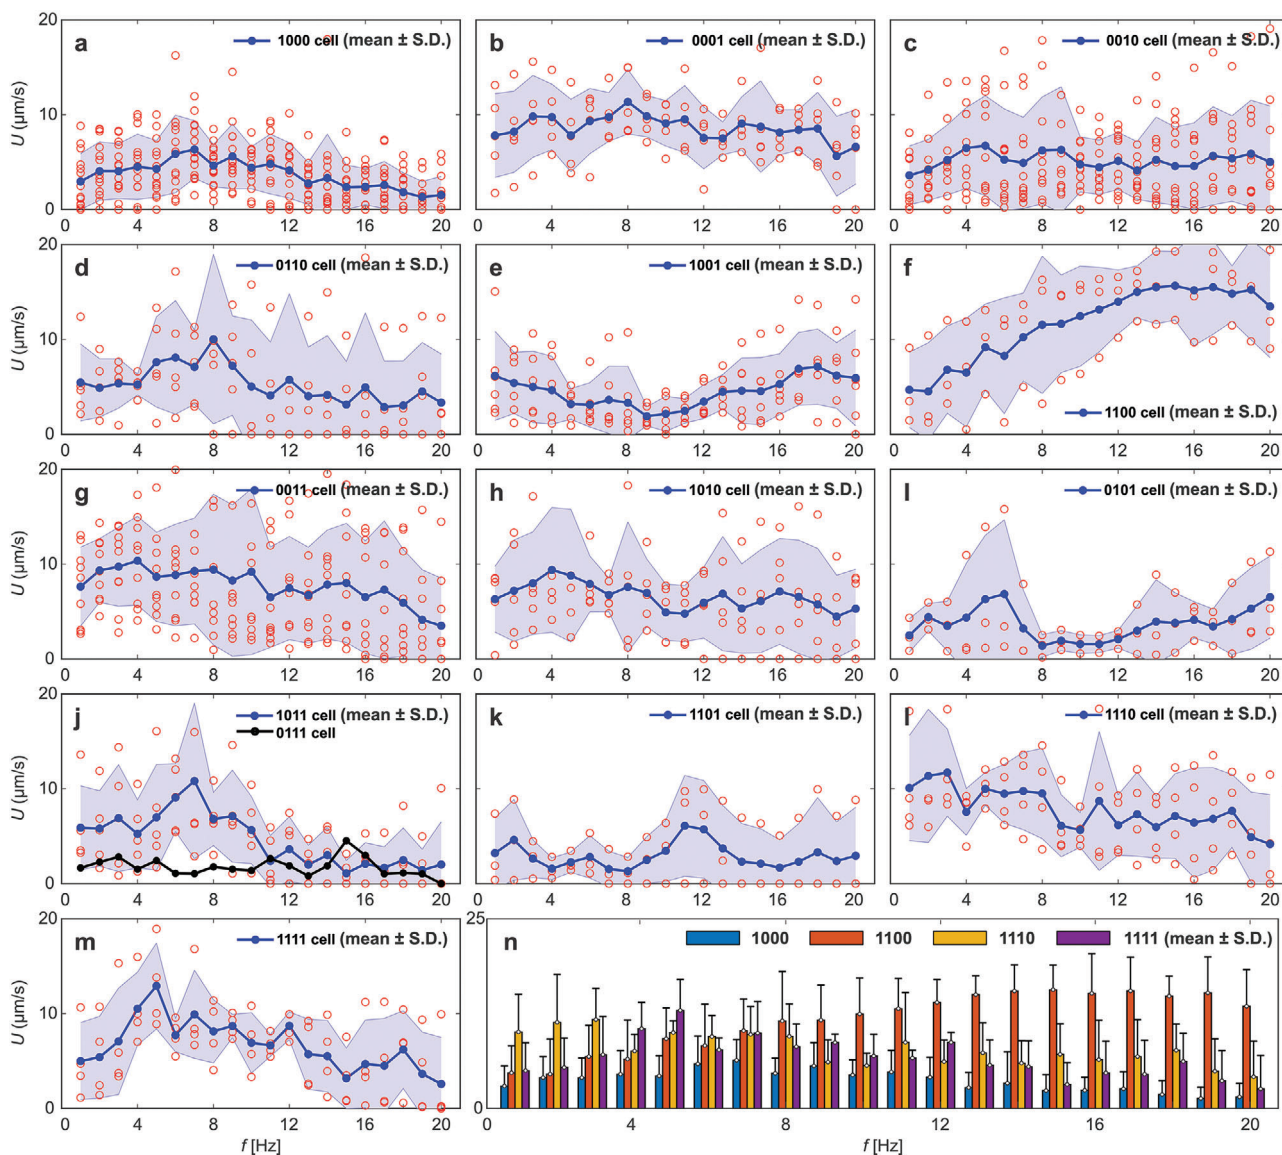 20
a
1000 cell (mean ± S.D.)
b
0001 cell (mean ± S.D.)
c
0010 cell (mean ± S.D.)
U (µm/s)
10
0
0 4 8 12 16 20
0 4 8 12 16 20
0 4 8 12 16 20
20
d
0110 cell (mean ± S.D.)
e
1001 cell (mean ± S.D.)
f
1100 cell (mean ± S.D.)
U (µm/s)
10
0
0 4 8 12 16 20
0 4 8 12 16 20
0 4 8 12 16 20
20
g
0011 cell (mean ± S.D.)
h
1010 cell (mean ± S.D.)
I
0101 cell (mean ± S.D.)
U (µm/s)
10
0
0 4 8 12 16 20
0 4 8 12 16 20
0 4 8 12 16 20
20
j
1011 cell (mean ± S.D.)
0111 cell
k
1101 cell (mean ± S.D.)
l
1110 cell (mean ± S.D.)
U (µm/s)
10
0
0 4 8 12 16 20
0 4 8 12 16 20
0 4 8 12 16 20
20
m
1111 cell (mean ± S.D.)
25
n
1000 1100 1110 1111 (mean ± S.D.)
U (µm/s)
10
0
0
0 4 8 12 16 20
0 4 8 12 16 20
f [Hz]
f [Hz]